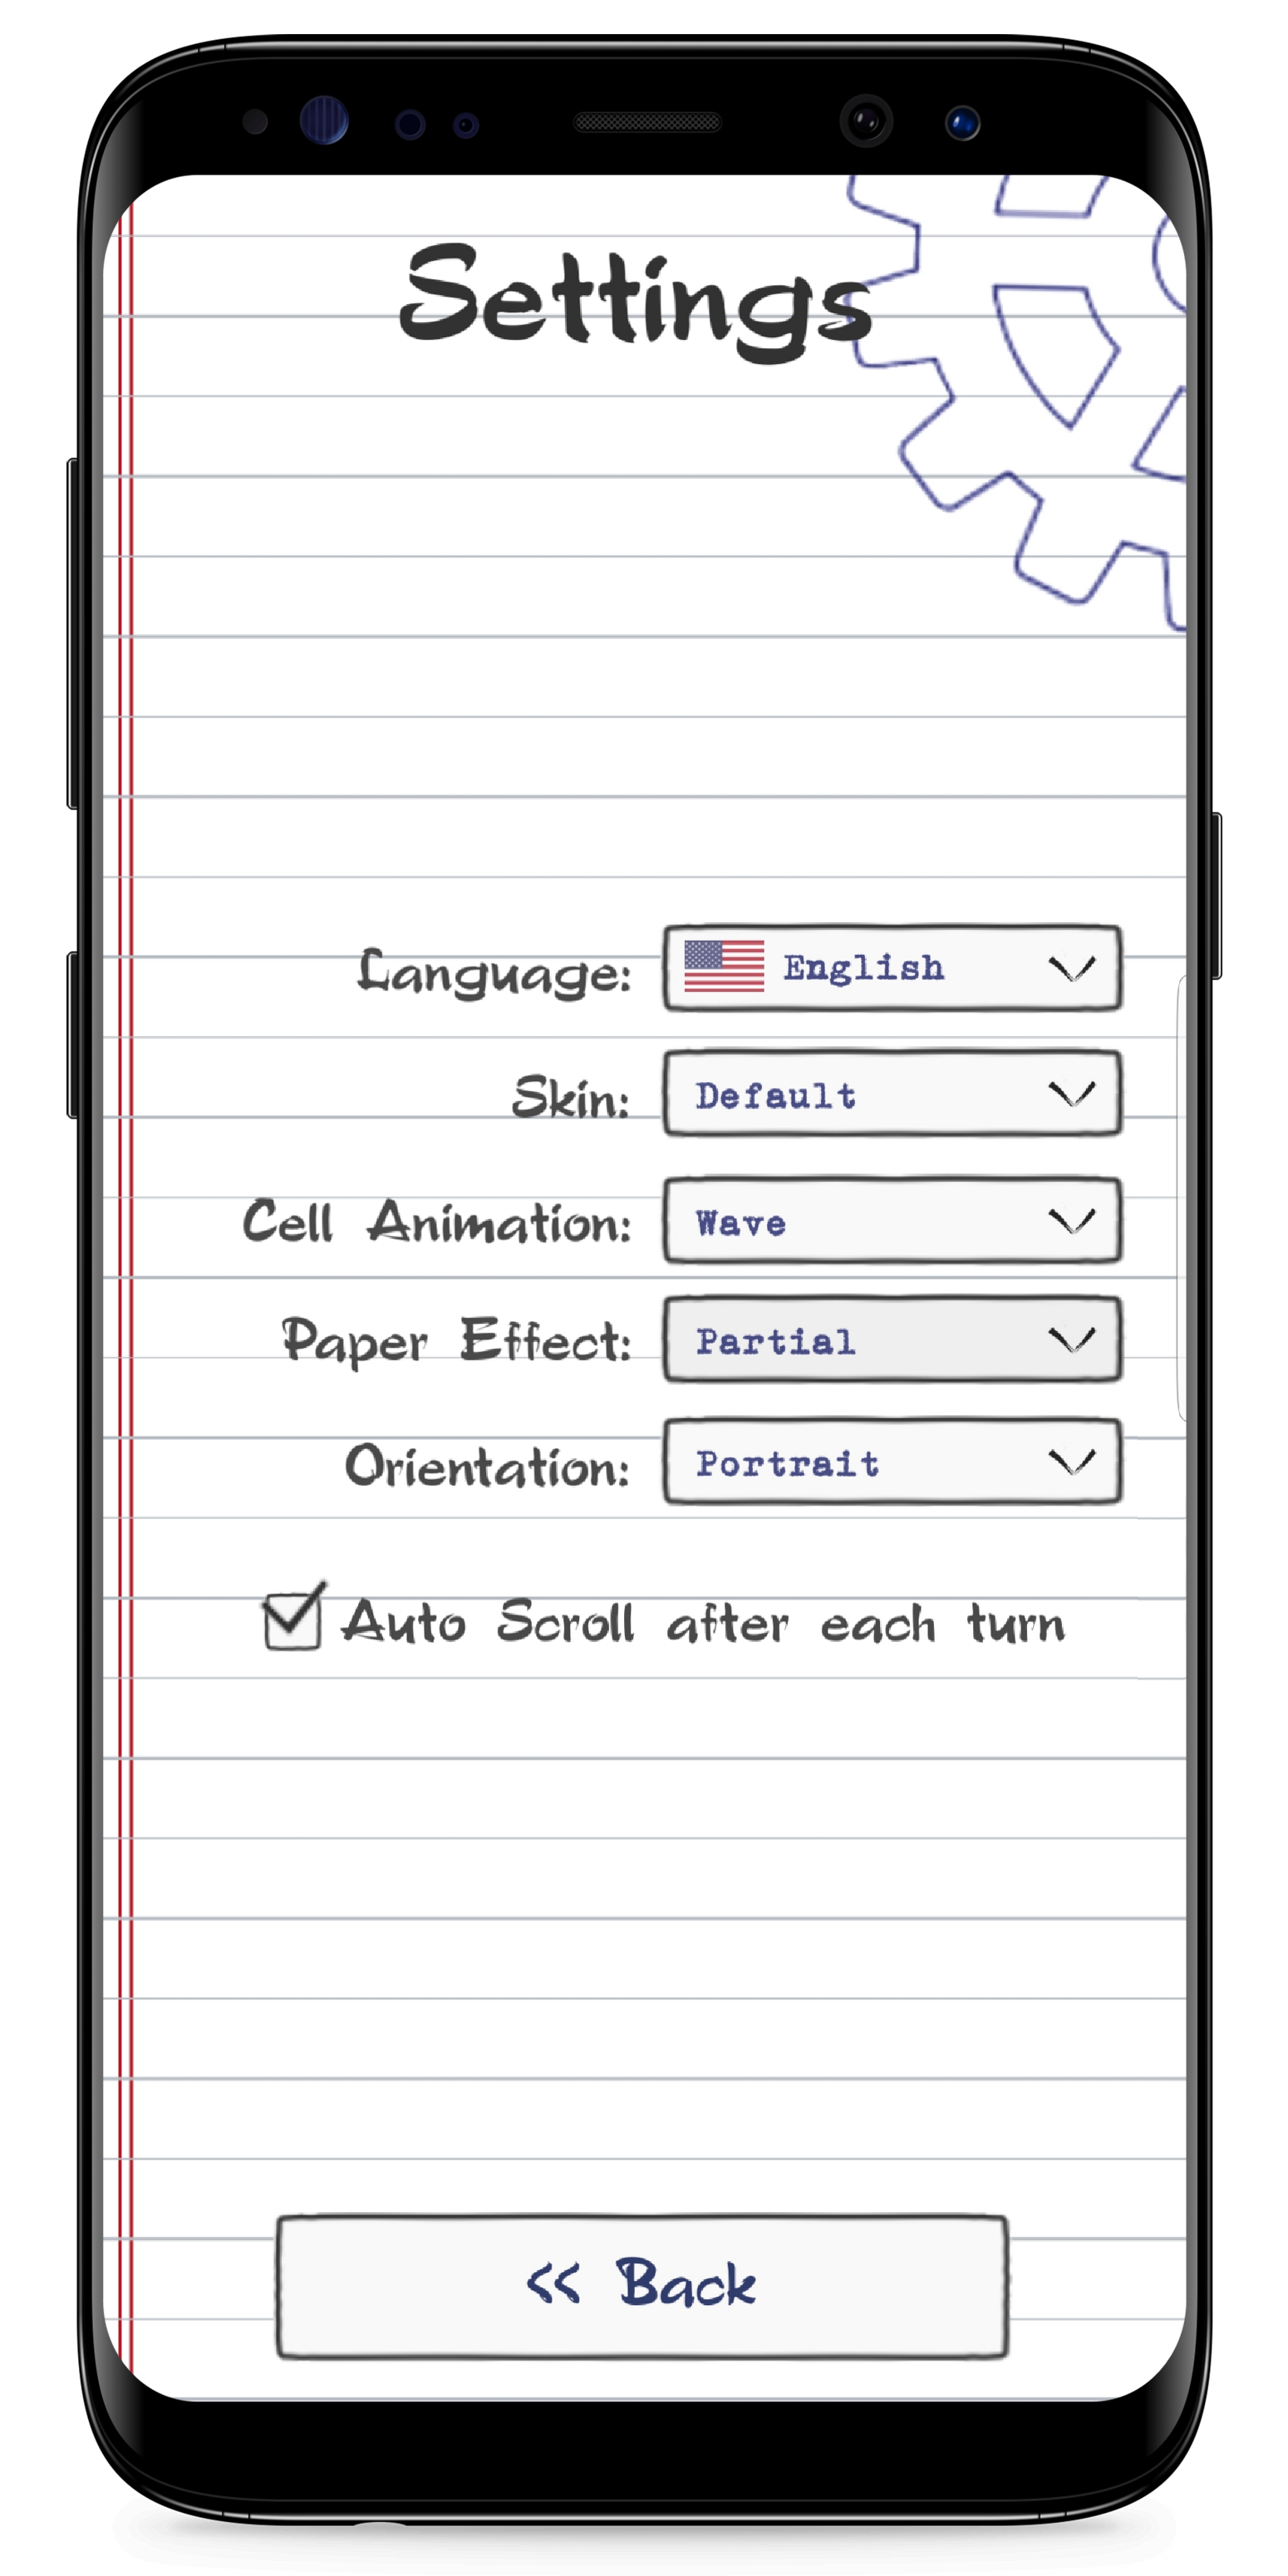 Settings
Language: English
Skin: Default
Cell Animation: Wave
Paper Effect: Partial
Orientation: Portrait
Auto Scroll after each turn
<< Back